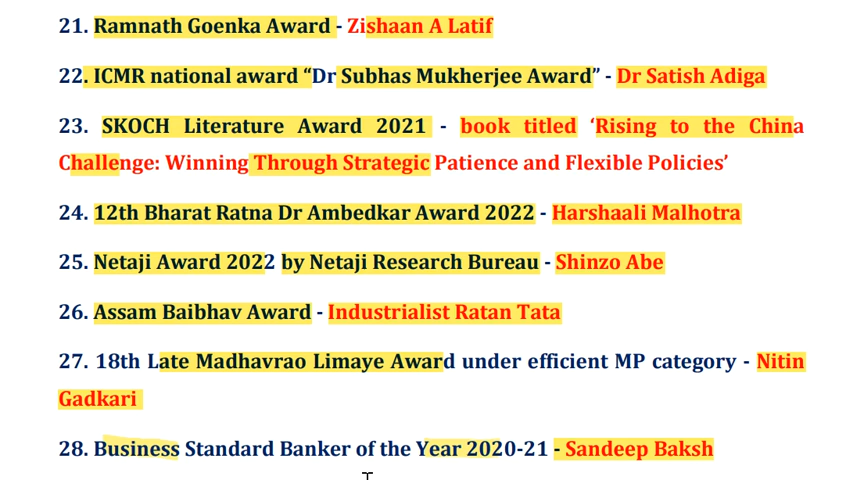 21. Ramnath Goenka Award - Zishaan A Latif
22. ICMR national award “Dr Subhas Mukherjee Award” - Dr Satish Adiga
23. SKOCH Literature Award 2021 - book titled ‘Rising to the China
Challenge: Winning Through Strategic Patience and Flexible Policies’
24. 12th Bharat Ratna Dr Ambedkar Award 2022 - Harshaali Malhotra
25. Netaji Award 2022 by Netaji Research Bureau - Shinzo Abe
26. Assam Baibhav Award - Industrialist Ratan Tata
27. 18th Late Madhavrao Limaye Award under efficient MP category - Nitin
Gadkari
28. Business Standard Banker of the Year 2020-21 - Sandeep Baksh